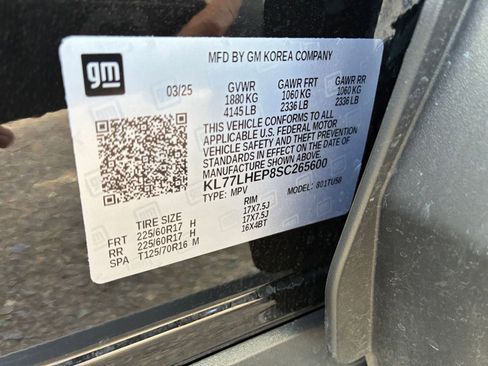 gm
MFD BY GM KOREA COMPANY
03/25 GVWR GAWR FRT GAWR RR
1880 KG 1060 KG 1060 KG
4145 LB 2336 LB 2336 LB
THIS VEHICLE CONFORMS TO ALL
APPLICABLE U.S. FEDERAL MOTOR
VEHICLE SAFETY AND THEFT PREVENTION
STANDARDS IN EFFECT ON THE DATE OF
MANUFACTURE SHOWN ABOVE.
KL77LHEP8SC265600
TYPE: MPV MODEL: 801TU58
TIRE SIZE RIM
FRT 225/60R17 H 17X7.5J
RR 225/60R17 H 17X7.5J
SPA T125/70R16 M 16X4BT